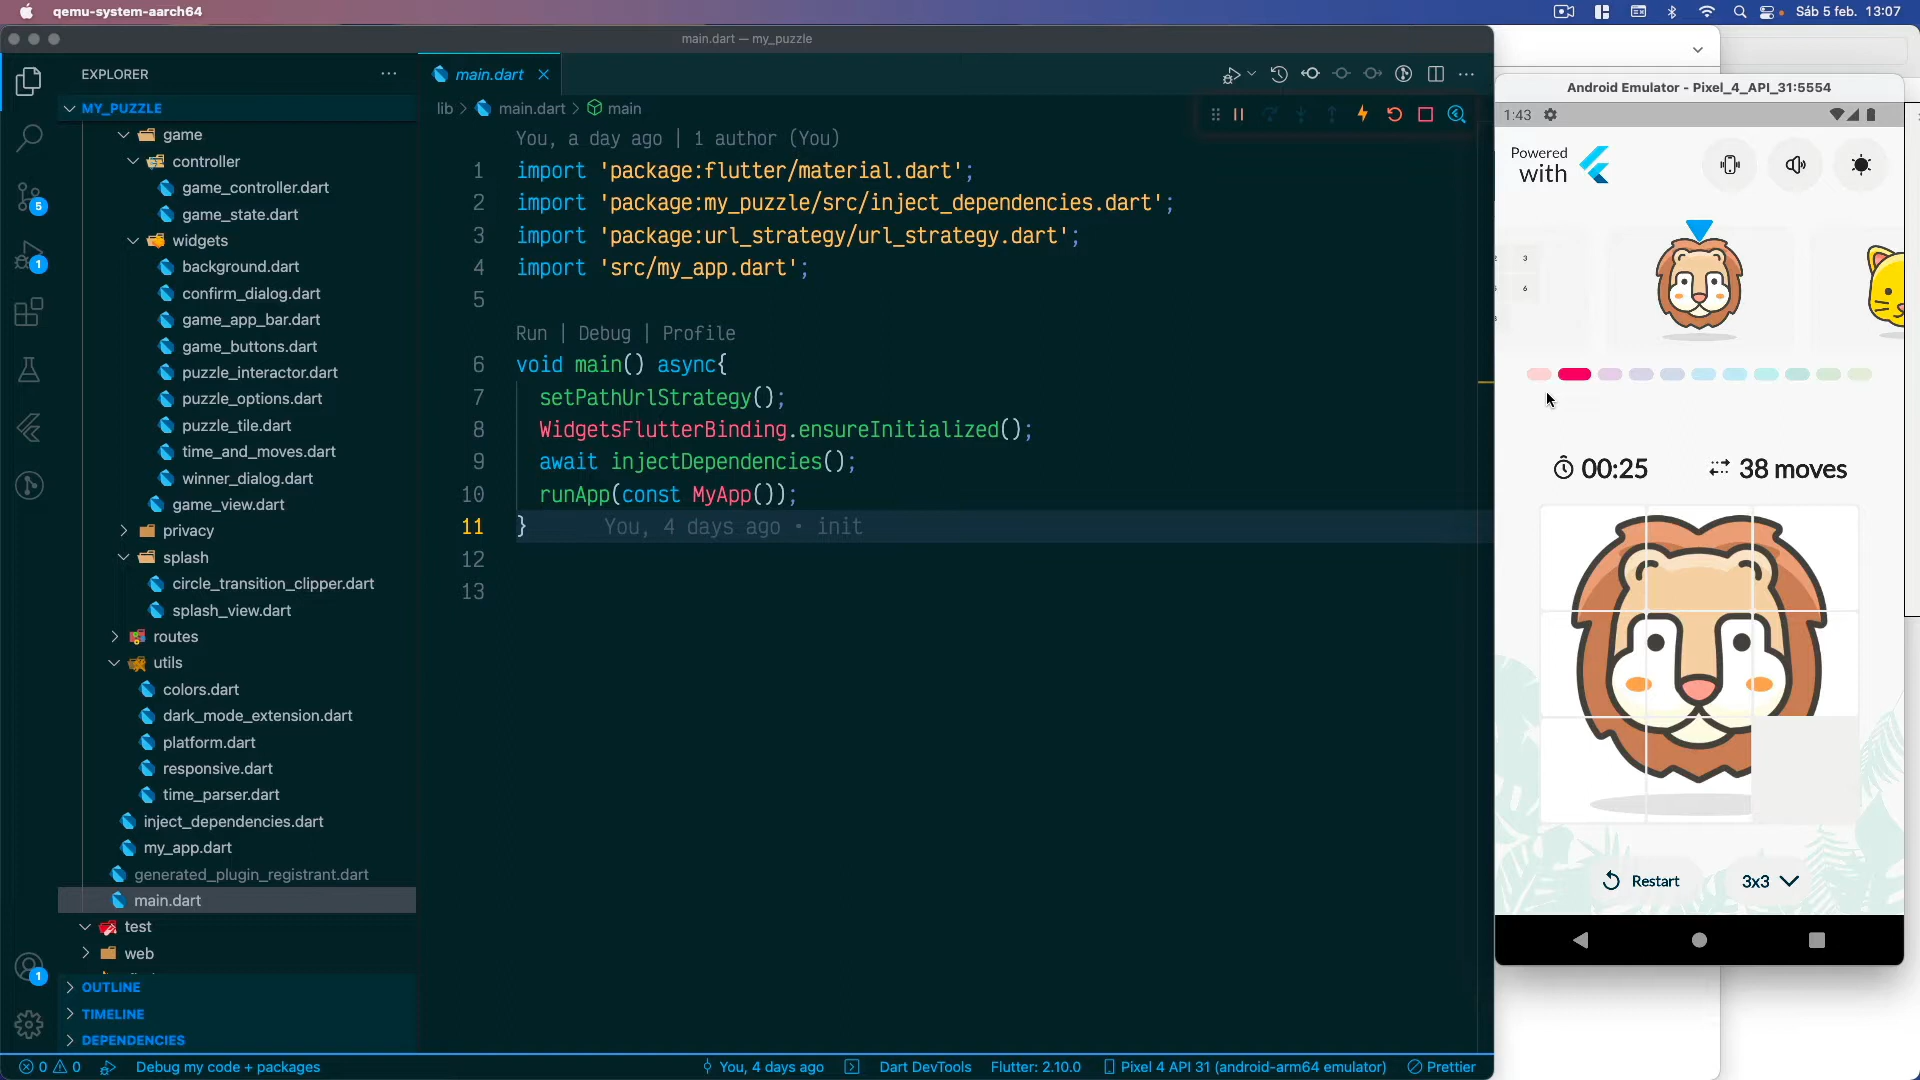 qemu-system-aarch64
Sáb 5 feb. 13:07
main.dart — my_puzzle
EXPLORER
MY_PUZZLE
game
controller
game_controller.dart
game_state.dart
widgets
background.dart
confirm_dialog.dart
game_app_bar.dart
game_buttons.dart
puzzle_interactor.dart
puzzle_options.dart
puzzle_tile.dart
time_and_moves.dart
winner_dialog.dart
game_view.dart
privacy
splash
circle_transition_clipper.dart
splash_view.dart
routes
utils
colors.dart
dark_mode_extension.dart
platform.dart
responsive.dart
time_parser.dart
inject_dependencies.dart
my_app.dart
generated_plugin_registrant.dart
main.dart
test
web
OUTLINE
TIMELINE
DEPENDENCIES
5
1
1
main.dart
lib > main.dart > main
You, a day ago | 1 author (You)
1 import 'package:flutter/material.dart';
2 import 'package:my_puzzle/src/inject_dependencies.dart';
3 import 'package:url_strategy/url_strategy.dart';
4 import 'src/my_app.dart';
5
Run | Debug | Profile
6 void main() async{
7 setPathUrlStrategy();
8 WidgetsFlutterBinding.ensureInitialized();
9 await injectDependencies();
10 runApp(const MyApp());
11 } You, 4 days ago • init
12
13
Android Emulator - Pixel_4_API_31:5554
1:43
Powered
with
3
6
00:25
38 moves
Restart
3x3
0 0
Debug my code + packages
You, 4 days ago
Dart DevTools
Flutter: 2.10.0
Pixel 4 API 31 (android-arm64 emulator)
Prettier